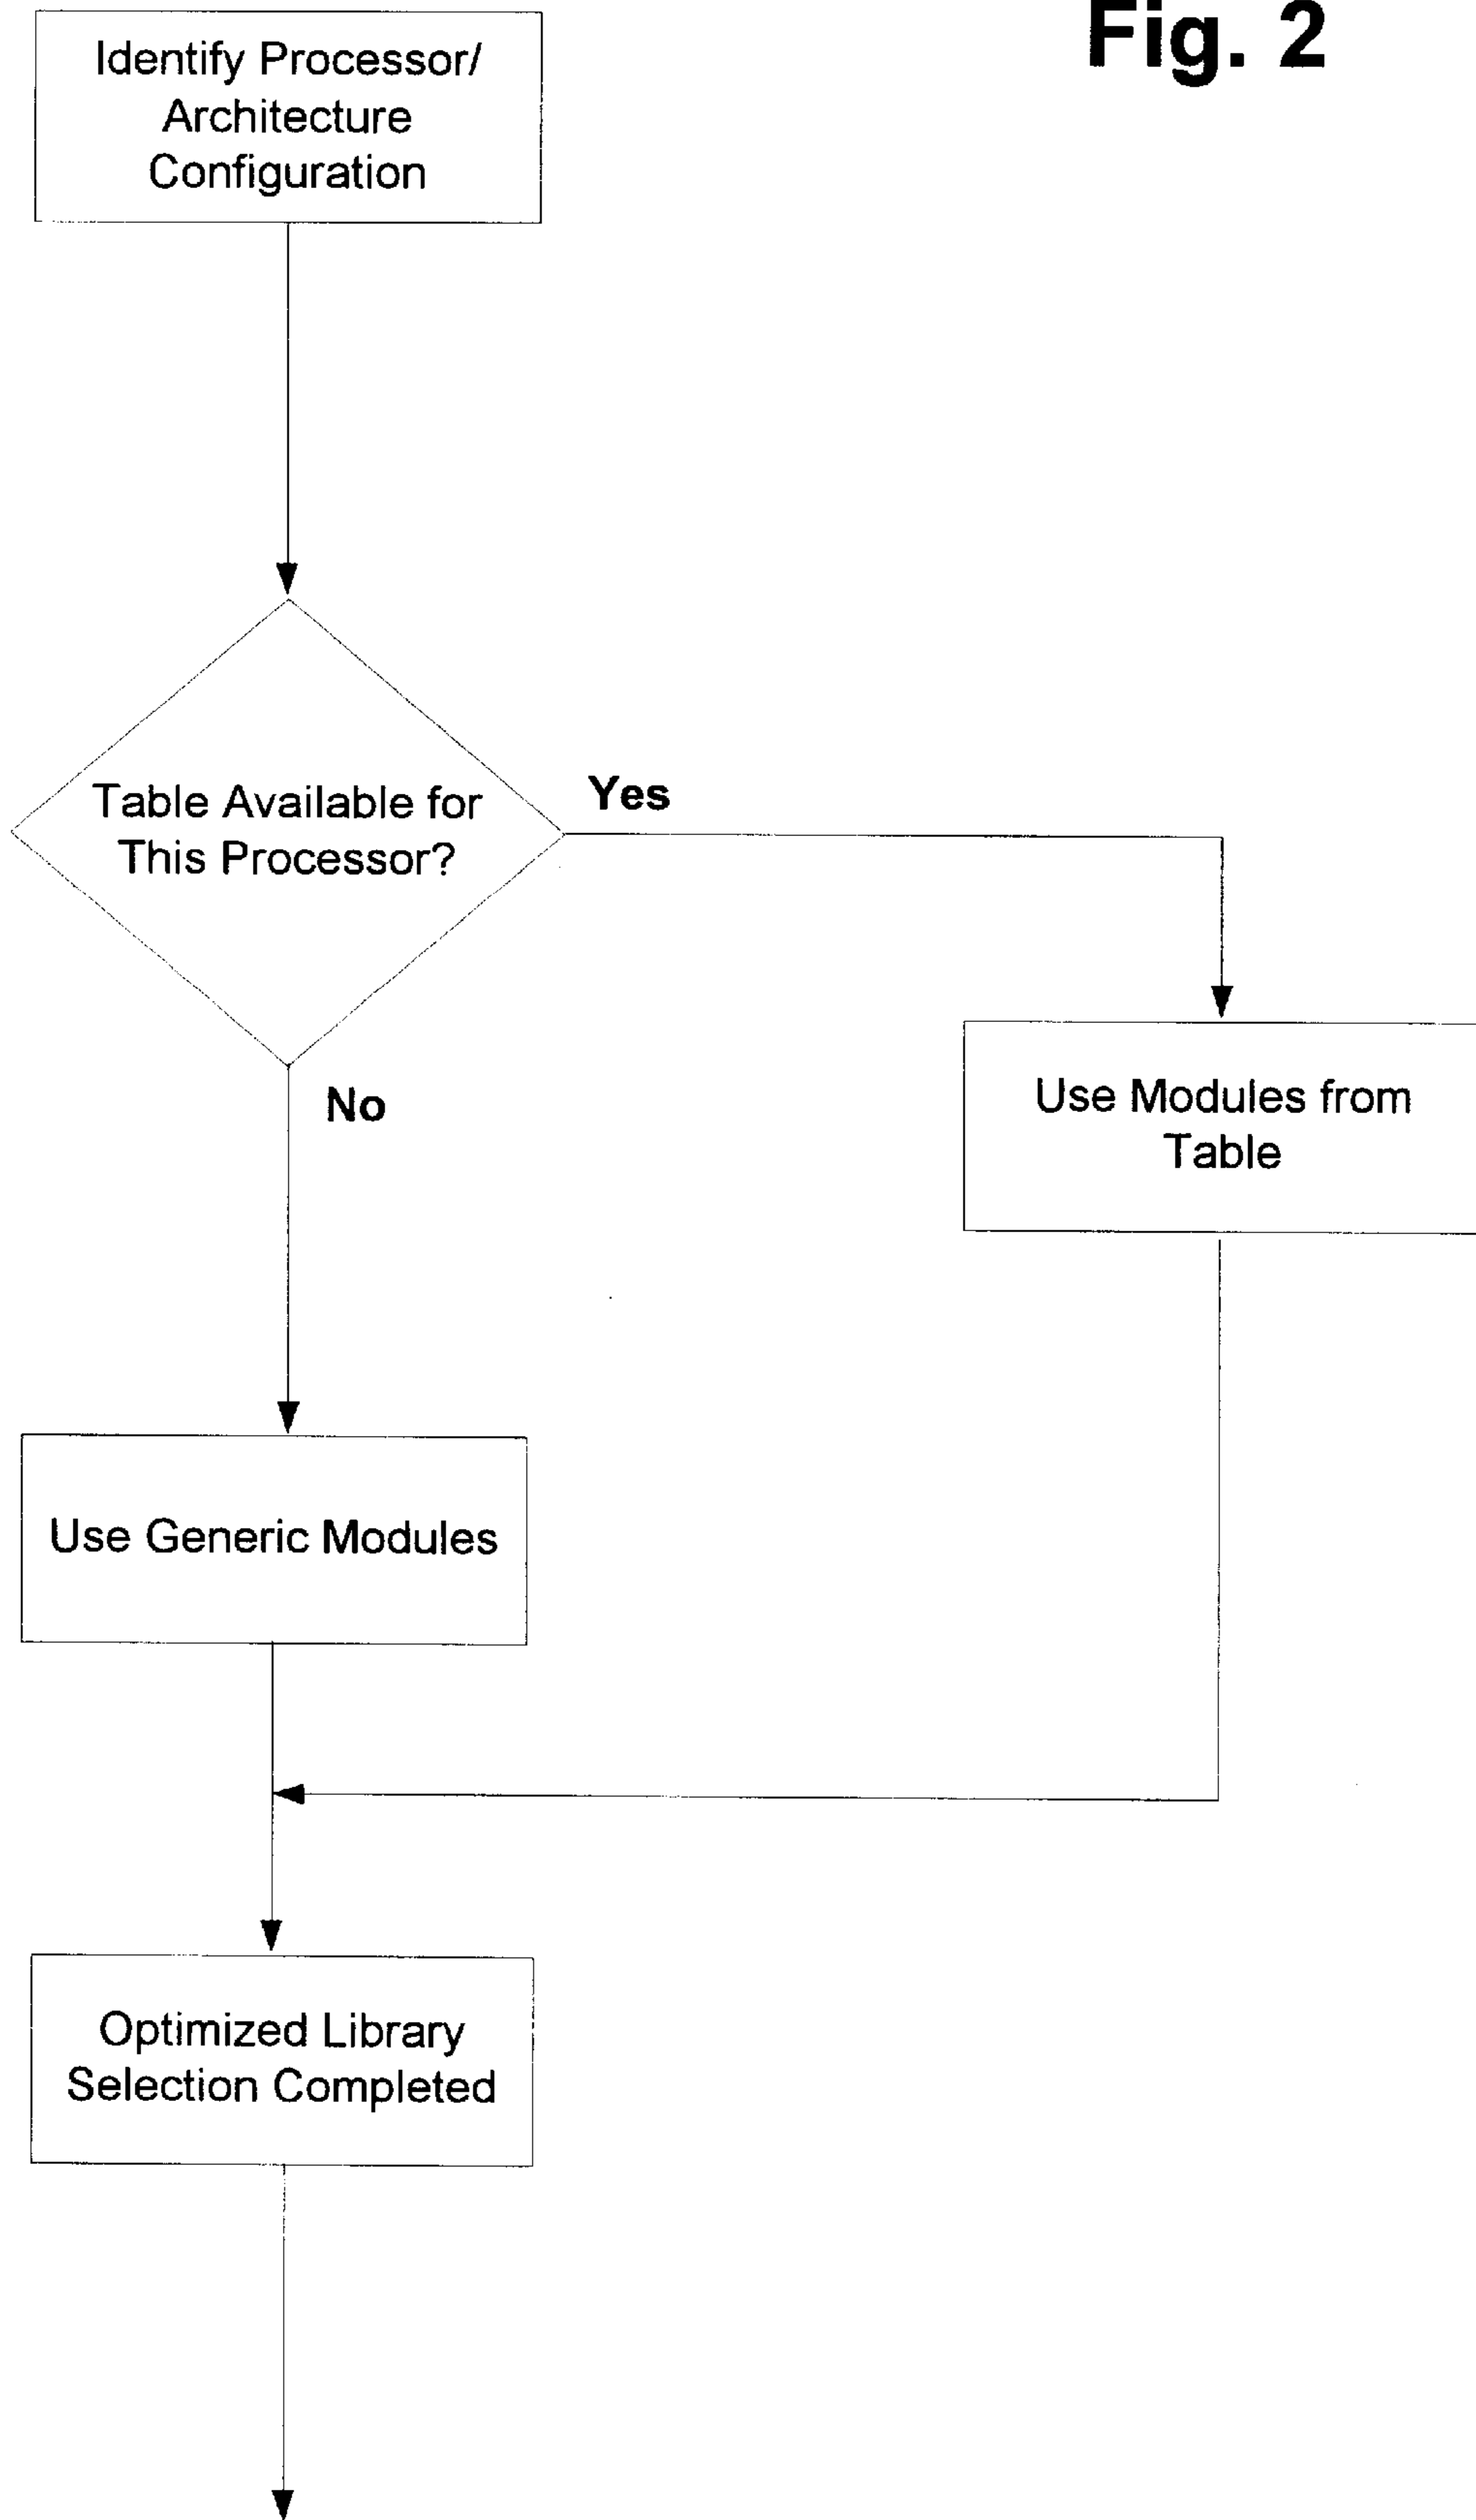 Fig. 2
Identify Processor/
Architecture
Configuration
Table Available for
This Processor?
Yes
No
Use Modules from
Table
Use Generic Modules
Optimized Library
Selection Completed